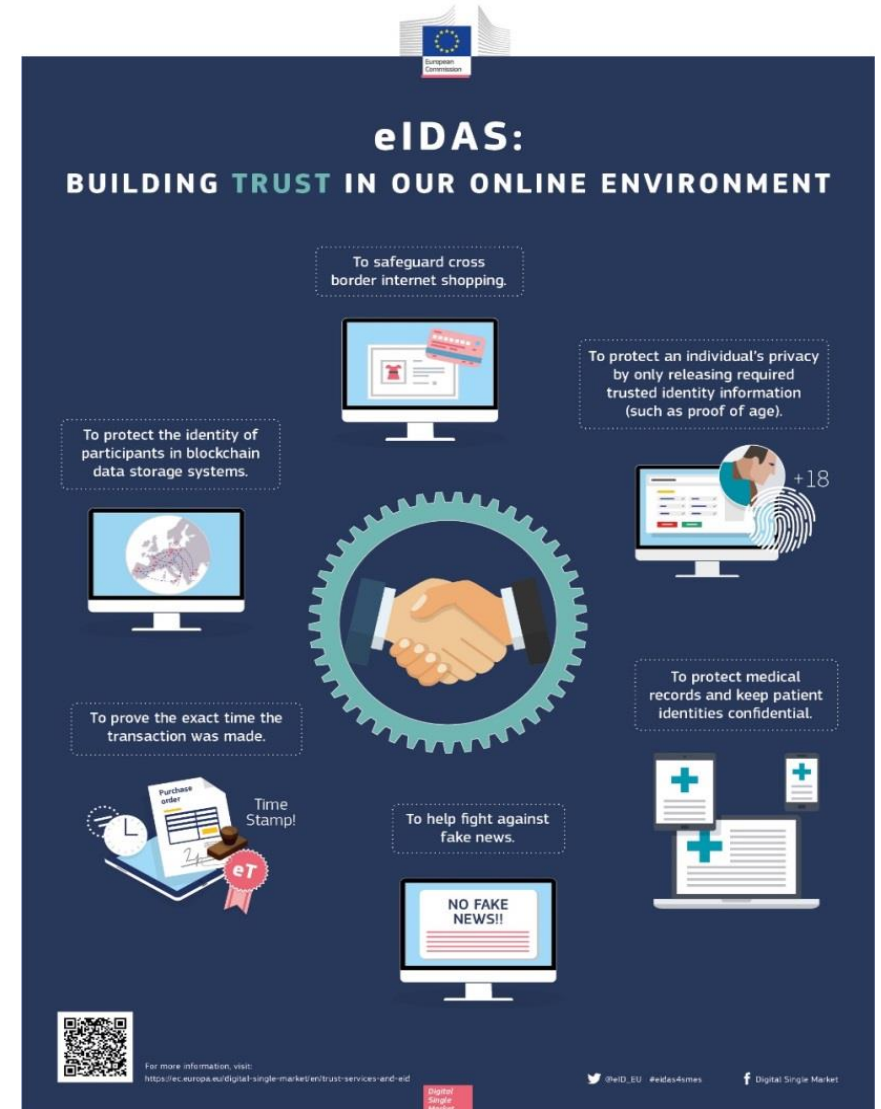 European
Commission
eIDAS:
BUILDING TRUST IN OUR ONLINE ENVIRONMENT
To safeguard cross
border internet shopping.
To protect an individual's privacy
by only releasing required
trusted identity information
(such as proof of age).
+18
To protect the identity of
participants in blockchain
data storage systems.
To protect medical
records and keep patient
identities confidential.
To prove the exact time the
transaction was made.
Purchase
order
Time
Stamp!
eT
To help fight against
fake news.
NO FAKE
NEWS!!
For more information, visit:
https://ec.europa.eu/digital-single-market/en/trust-services-and-eid
@eID_EU #eidas4smes
Digital Single Market
Digital
Single
Market